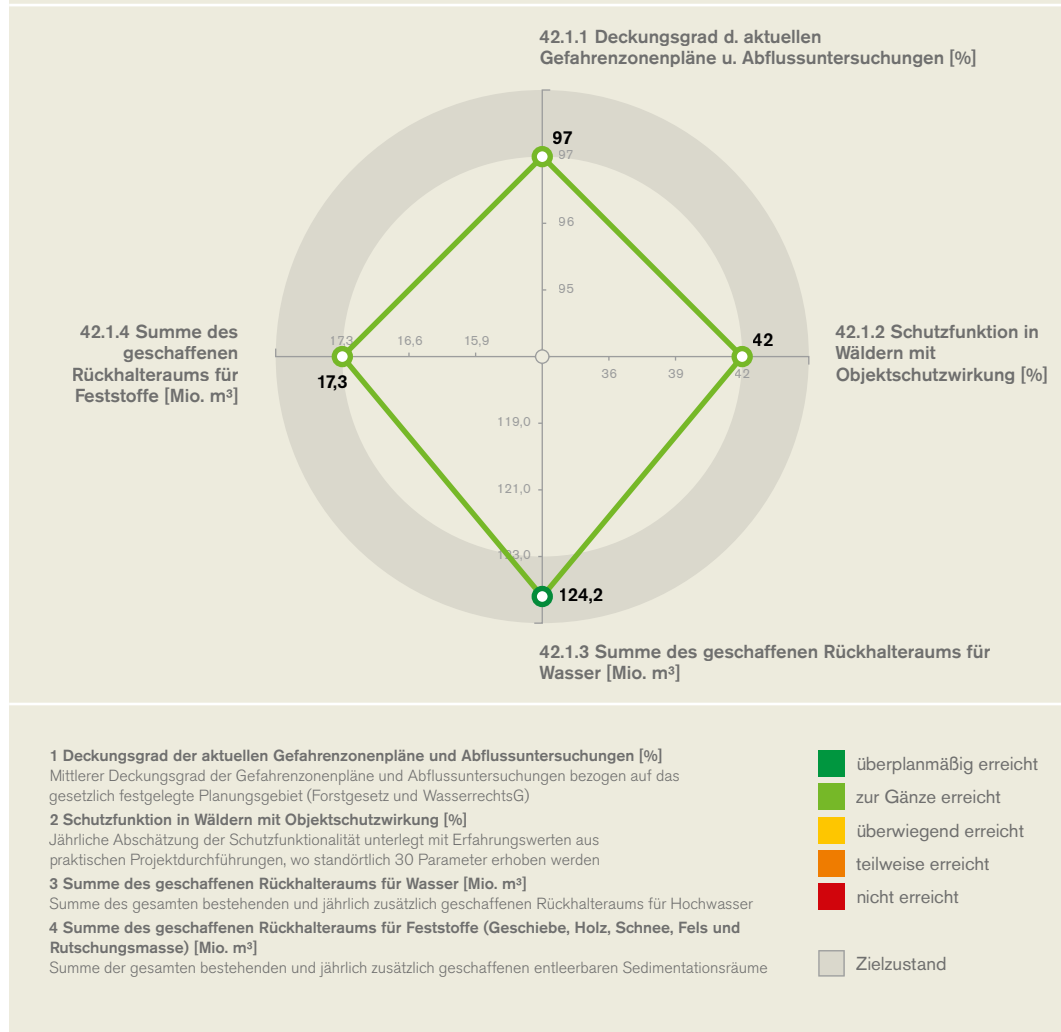 42.1.1 Deckungsgrad d. aktuellen
Gefahrenzonenpläne u. Abflussuntersuchungen [%]
97
97
96
95
42.1.4 Summe des
geschaffenen
Rückhalteraums für
Feststoffe [Mio. m³]
17,3
16,6
15,9
17,3
42
36
39
42
42.1.2 Schutzfunktion in
Wäldern mit
Objektschutzwirkung [%]
119,0
121,0
123,0
124,2
42.1.3 Summe des geschaffenen Rückhalteraums für
Wasser [Mio. m³]
1 Deckungsgrad der aktuellen Gefahrenzonenpläne und Abflussuntersuchungen [%]
Mittlerer Deckungsgrad der Gefahrenzonenpläne und Abflussuntersuchungen bezogen auf das
gesetzlich festgelegte Planungsgebiet (Forstgesetz und WasserrechtsG)
2 Schutzfunktion in Wäldern mit Objektschutzwirkung [%]
Jährliche Abschätzung der Schutzfunktionalität unterlegt mit Erfahrungswerten aus
praktischen Projektdurchführungen, wo standörtlich 30 Parameter erhoben werden
3 Summe des geschaffenen Rückhalteraums für Wasser [Mio. m³]
Summe des gesamten bestehenden und jährlich zusätzlich geschaffenen Rückhalteraums für Hochwasser
4 Summe des geschaffenen Rückhalteraums für Feststoffe (Geschiebe, Holz, Schnee, Fels und
Rutschungsmasse) [Mio. m³]
Summe der gesamten bestehenden und jährlich zusätzlich geschaffenen entleerbaren Sedimentationsräume
überplanmäßig erreicht
zur Gänze erreicht
überwiegend erreicht
teilweise erreicht
nicht erreicht
Zielzustand